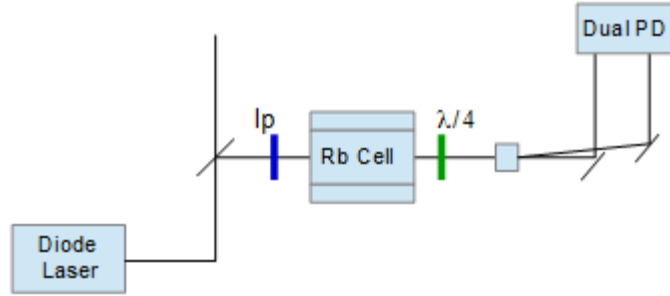 Dual PD
lp
λ/4
Rb Cell
Diode
Laser